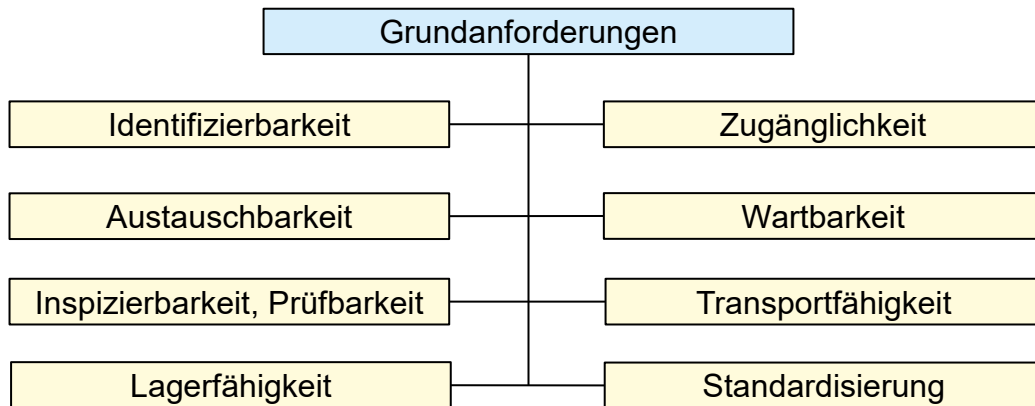 Grundanforderungen
Identifizierbarkeit
Zugänglichkeit
Austauschbarkeit
Wartbarkeit
Inspizierbarkeit, Prüfbarkeit
Transportfähigkeit
Lagerfähigkeit
Standardisierung